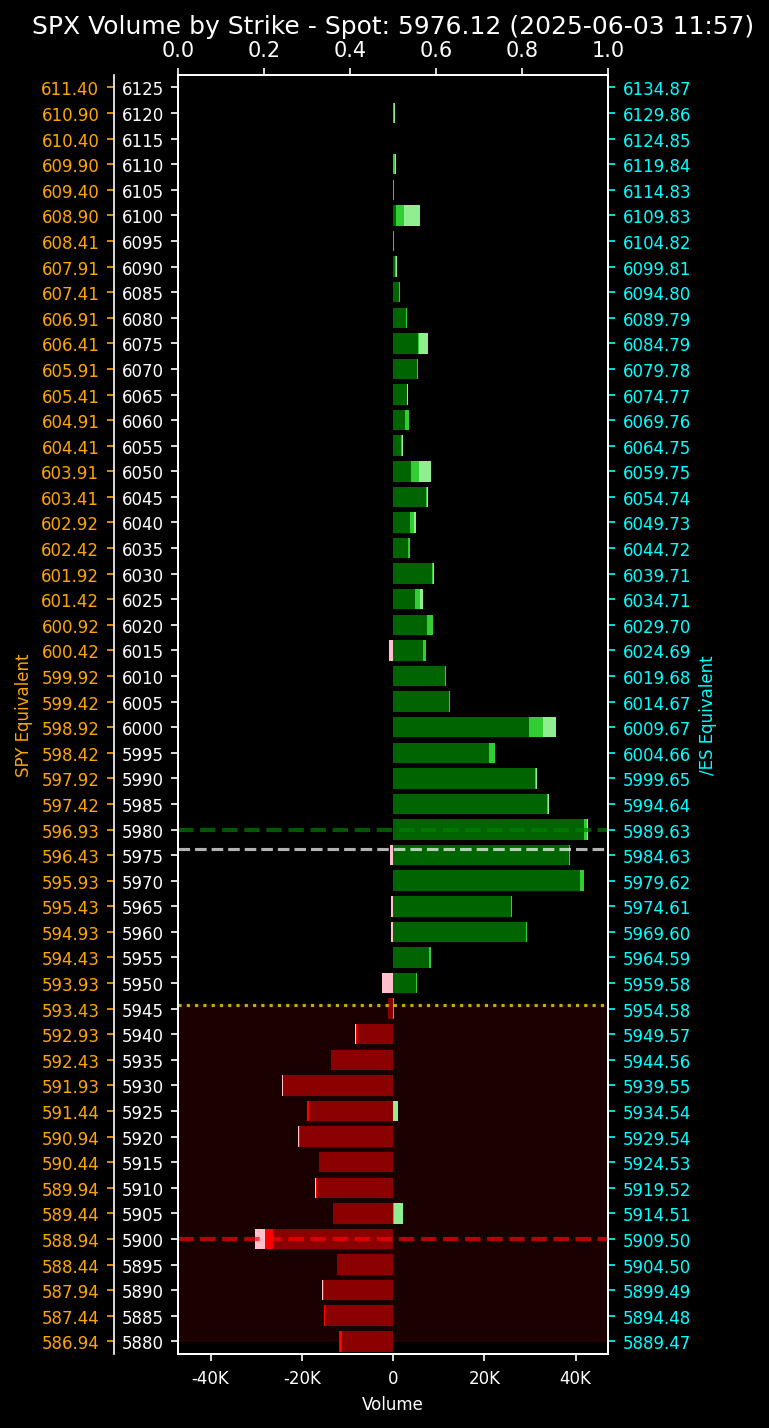 SPX Volume by Strike - Spot: 5976.12 (2025-06-03 11:57)
0.0 0.2 0.4 0.6 0.8 1.0
611.40 6125 6134.87
610.90 6120 6129.86
610.40 6115 6124.85
609.90 6110 6119.84
609.40 6105 6114.83
608.90 6100 6109.83
608.41 6095 6104.82
607.91 6090 6099.81
607.41 6085 6094.80
606.91 6080 6089.79
606.41 6075 6084.79
605.91 6070 6079.78
605.41 6065 6074.77
604.91 6060 6069.76
604.41 6055 6064.75
603.91 6050 6059.75
603.41 6045 6054.74
602.92 6040 6049.73
602.42 6035 6044.72
601.92 6030 6039.71
601.42 6025 6034.71
600.92 6020 6029.70
600.42 6015 6024.69
599.92 6010 6019.68
599.42 6005 6014.67
598.92 6000 6009.67
598.42 5995 6004.66
597.92 5990 5999.65
597.42 5985 5994.64
596.93 5980 5989.63
596.43 5975 5984.63
595.93 5970 5979.62
595.43 5965 5974.61
594.93 5960 5969.60
594.43 5955 5964.59
593.93 5950 5959.58
593.43 5945 5954.58
592.93 5940 5949.57
592.43 5935 5944.56
591.93 5930 5939.55
591.44 5925 5934.54
590.94 5920 5929.54
590.44 5915 5924.53
589.94 5910 5919.52
589.44 5905 5914.51
588.94 5900 5909.50
588.44 5895 5904.50
587.94 5890 5899.49
587.44 5885 5894.48
586.94 5880 5889.47
SPY Equivalent
/ES Equivalent
-40K -20K 0 20K 40K
Volume